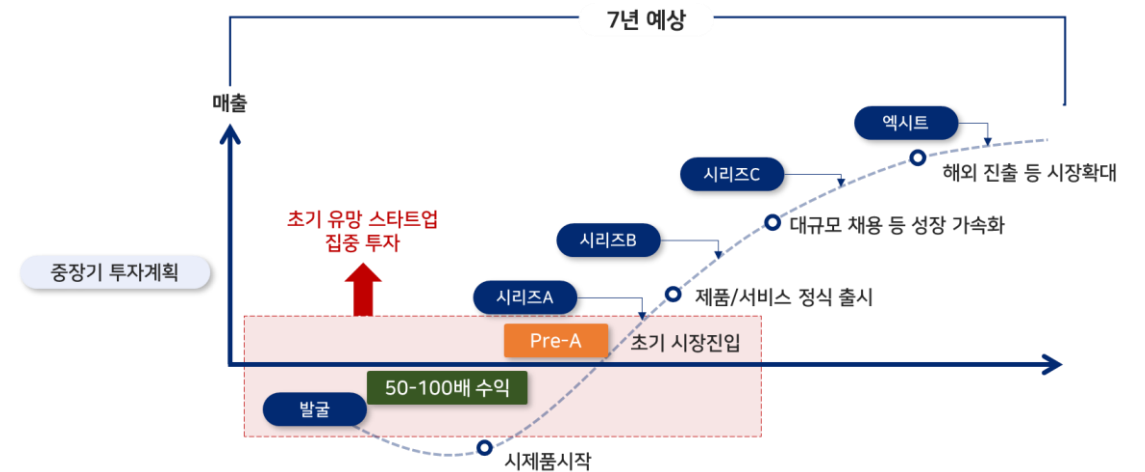 7년 예상
매출
엑시트
해외 진출 등 시장확대
시리즈C
대규모 채용 등 성장 가속화
초기 유망 스타트업
집중 투자
시리즈B
중장기 투자계획
시리즈A
제품/서비스 정식 출시
Pre-A
초기 시장진입
50-100배 수익
발굴
시제품시작